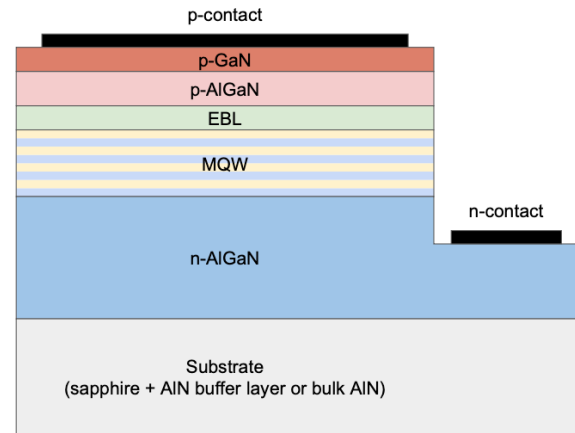 p-contact
p-GaN
p-AlGaN
EBL
MQW
n-contact
n-AlGaN
Substrate
(sapphire + AlN buffer layer or bulk AlN)